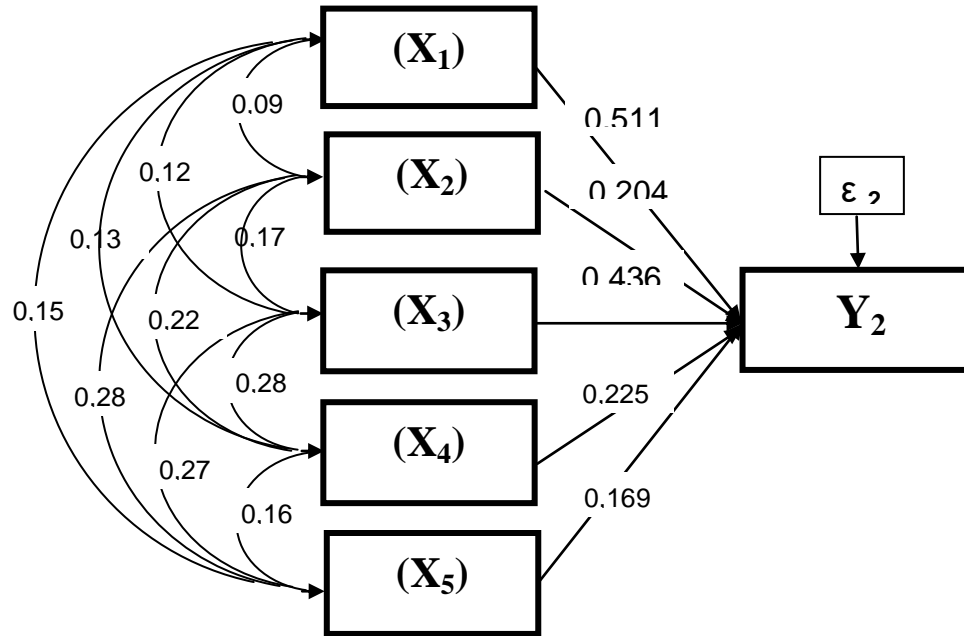 (X₁)
0,09
0,511
(X₂)
0,12
0,204
ε ₂
0,13
0,17
0,436
Y₂
0,15
(X₃)
0,22
0,28
0,28
0,225
(X₄)
0,27
0,16
0,169
(X₅)